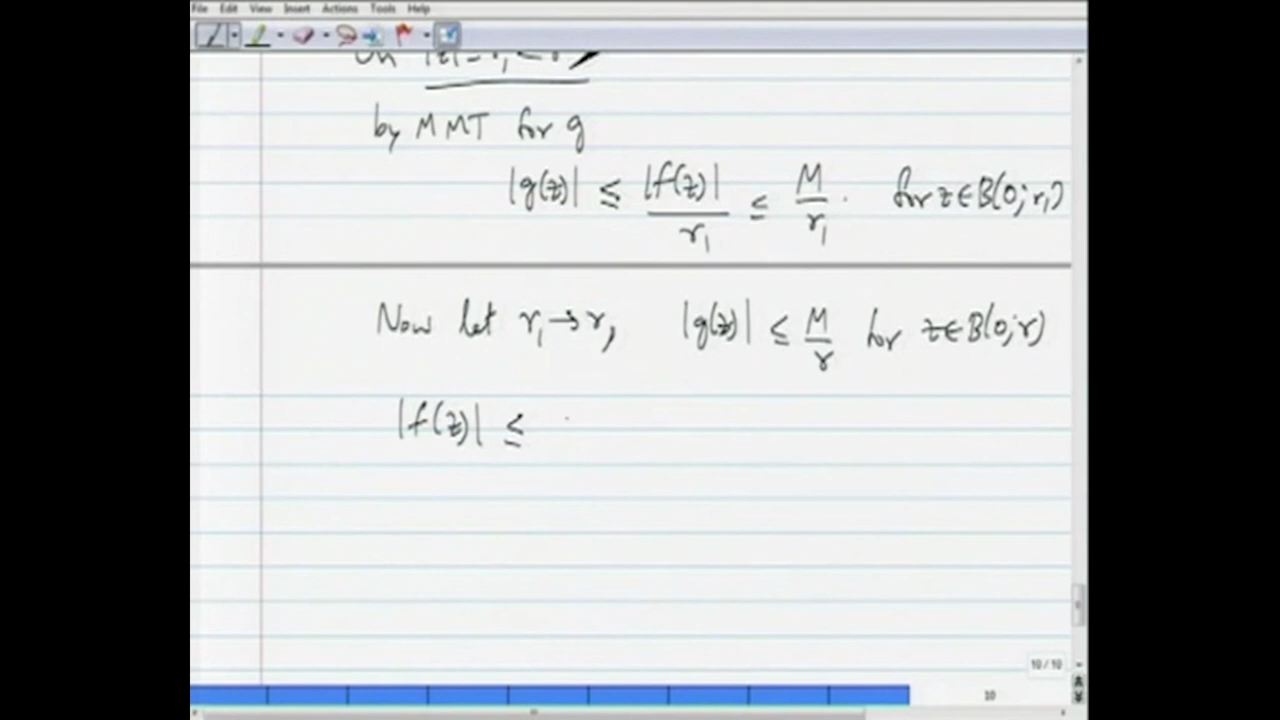 File Edit View Insert Actions Tools Help
by MMT for g
|g(z)| ≤ |f(z)|/r₁ ≤ M/r₁. for z∈B(0;r₁)
Now let r₁→r, |g(z)| ≤ M/r for z∈B(0;r)
|f(z)| ≤
10/10
10